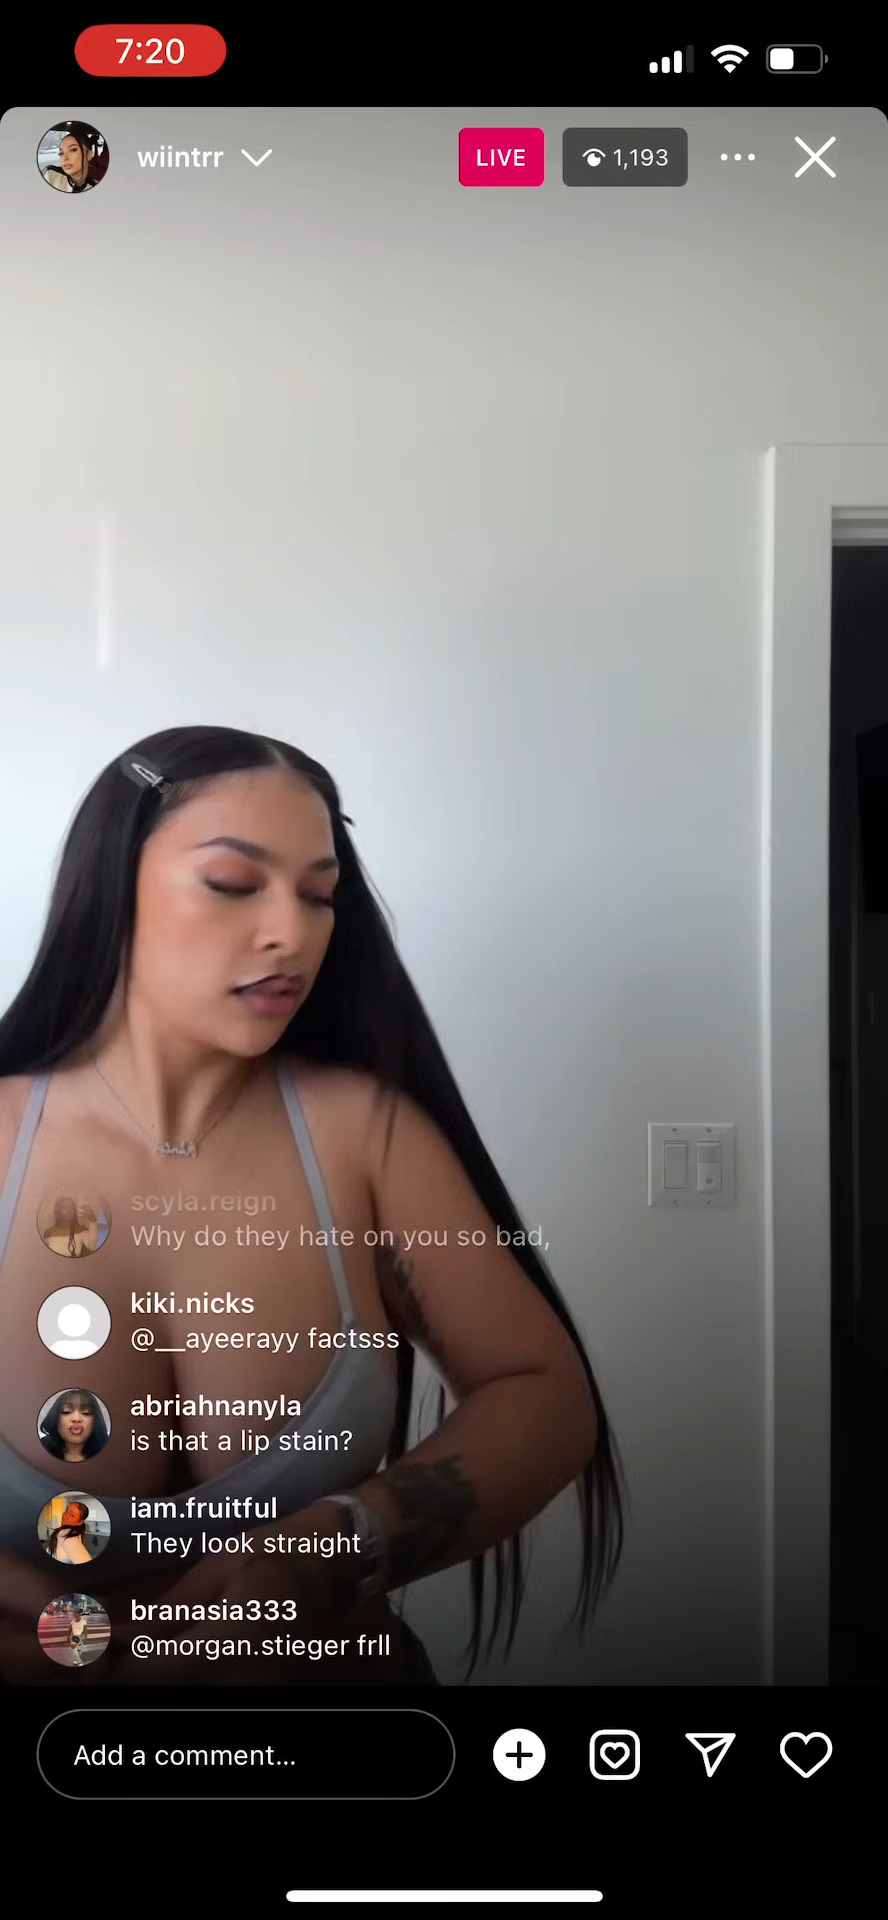 7:20
wiintrr
LIVE
1,193
scyla.reign
Why do they hate on you so bad,
kiki.nicks
@__ayeerayy factsss
abriahnanyla
is that a lip stain?
iam.fruitful
They look straight
branasia333
@morgan.stieger frll
Add a comment...